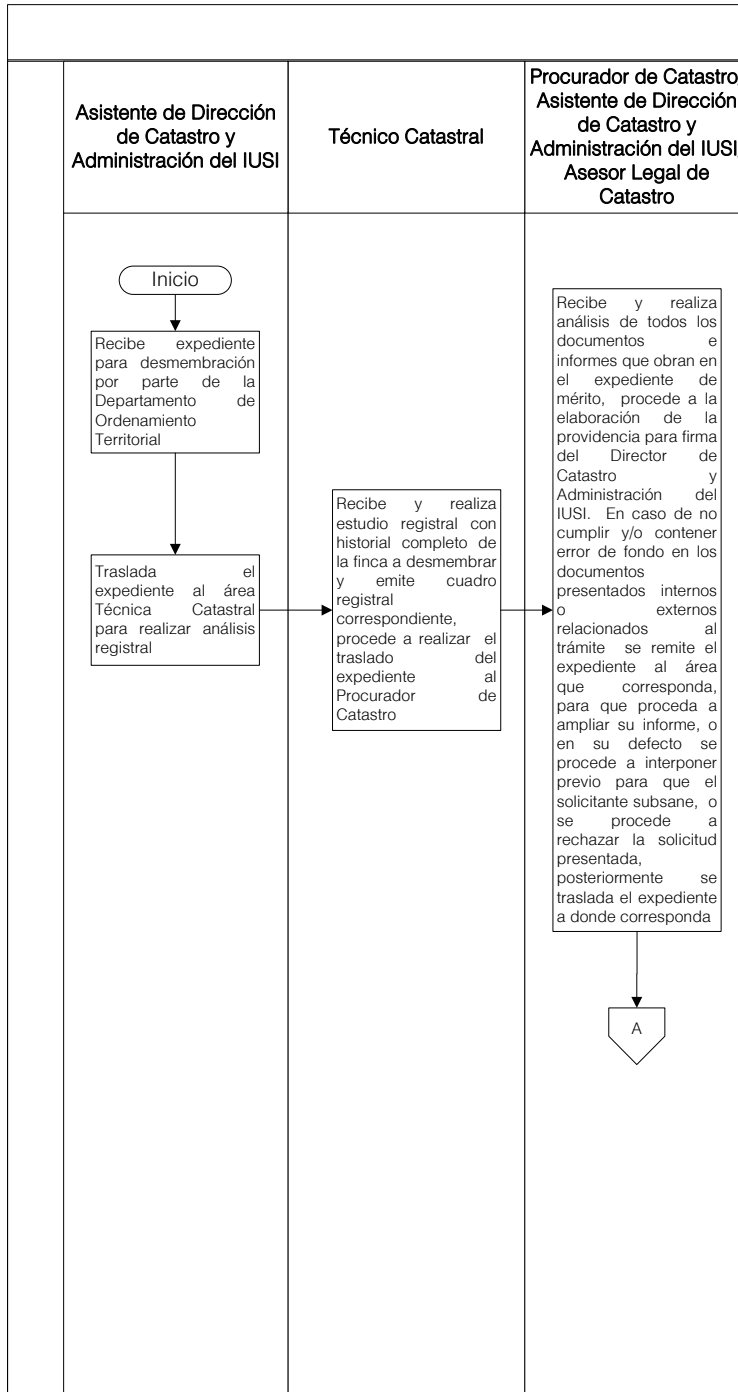 Asistente de Dirección
de Catastro y
Administración del IUSI
Técnico Catastral
Procurador de Catastro,
Asistente de Dirección
de Catastro y
Administración del IUSI,
Asesor Legal de
Catastro
Inicio
Recibe expediente
para desmembración
por parte de la
Departamento de
Ordenamiento
Territorial
Traslada el
expediente al área
Técnica Catastral
para realizar análisis
registral
Recibe y realiza
estudio registral con
historial completo de
la finca a desmembrar
y emite cuadro
registral
correspondiente,
procede a realizar el
traslado del
expediente al
Procurador de
Catastro
Recibe y realiza
análisis de todos los
documentos e
informes que obran en
el expediente de
mérito, procede a la
elaboración de la
providencia para firma
del Director de
Catastro y
Administración del
IUSI. En caso de no
cumplir y/o contener
error de fondo en los
documentos
presentados internos
o externos
relacionados al
trámite se remite el
expediente al área
que corresponda,
para que proceda a
ampliar su informe, o
en su defecto se
procede a interponer
previo para que el
solicitante subsane, o
se procede a
rechazar la solicitud
presentada,
posteriormente se
traslada el expediente
a donde corresponda
A